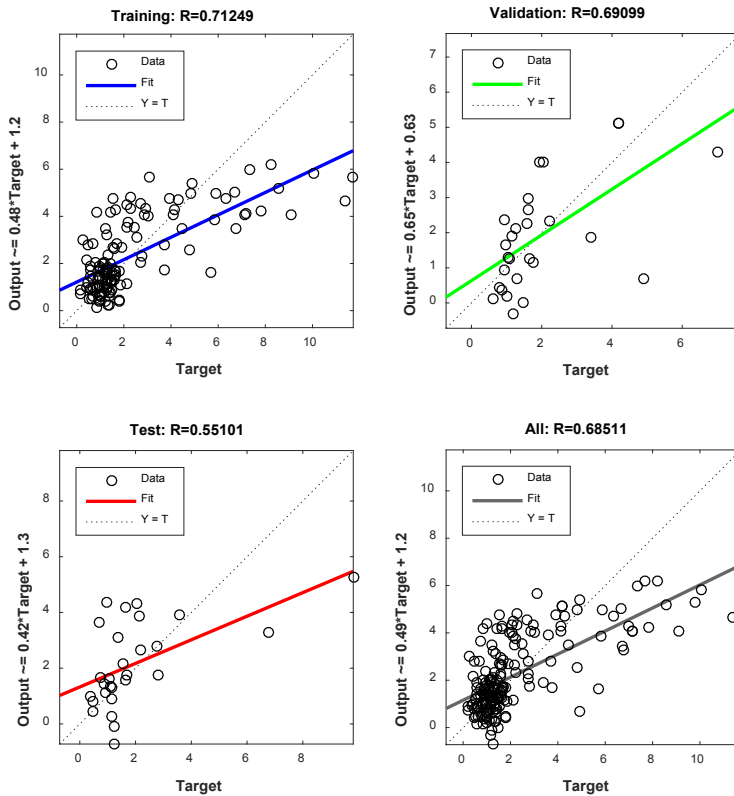 Training: R=0.71249
Output ~= 0.48*Target + 1.2
10
8
6
4
2
0
Data
Fit
Y = T
0 2 4 6 8 10
Target
Validation: R=0.69099
Output ~= 0.65*Target + 0.63
7
6
5
4
3
2
1
0
Data
Fit
Y = T
0 2 4 6
Target
Test: R=0.55101
Output ~= 0.42*Target + 1.3
8
6
4
2
0
Data
Fit
Y = T
0 2 4 6 8
Target
All: R=0.68511
Output ~= 0.49*Target + 1.2
10
8
6
4
2
0
Data
Fit
Y = T
0 2 4 6 8 10
Target